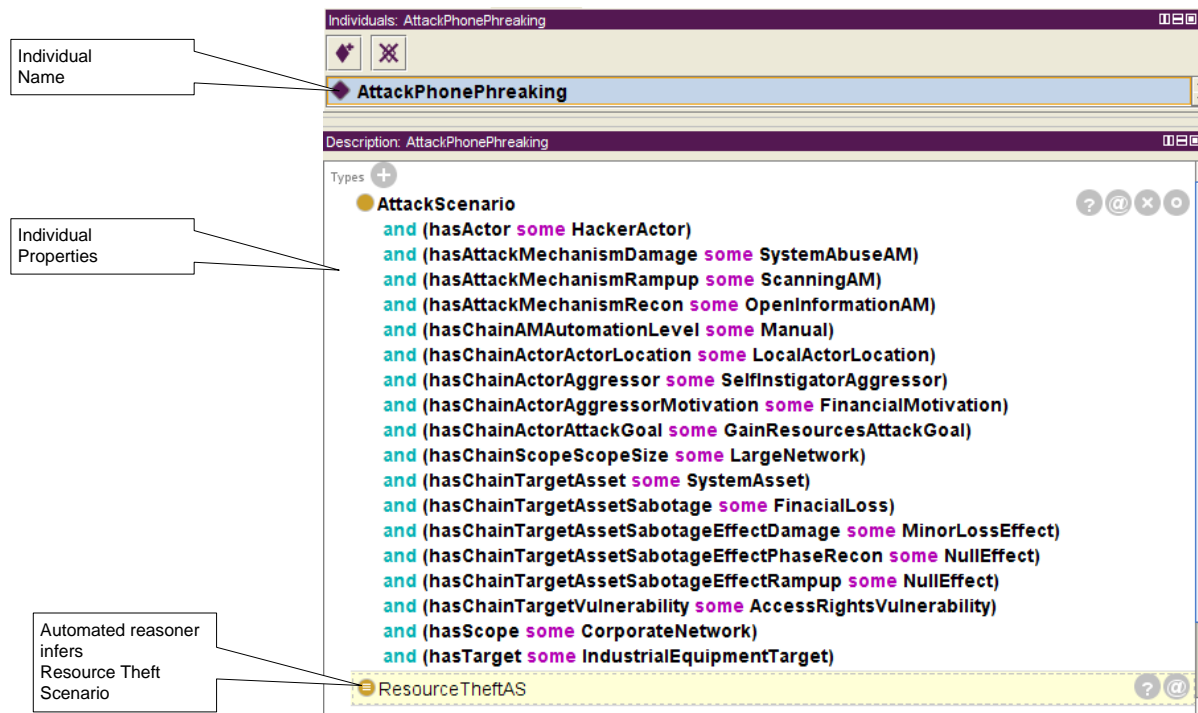 Individuals: AttackPhonePhreaking
Individual
Name
AttackPhonePhreaking
Description: AttackPhonePhreaking
Types
AttackScenario
and (hasActor some HackerActor)
and (hasAttackMechanismDamage some SystemAbuseAM)
and (hasAttackMechanismRampup some ScanningAM)
and (hasAttackMechanismRecon some OpenInformationAM)
and (hasChainAMAutomationLevel some Manual)
and (hasChainActorActorLocation some LocalActorLocation)
and (hasChainActorAggressor some SelfInstigatorAggressor)
and (hasChainActorAggressorMotivation some FinancialMotivation)
and (hasChainActorAttackGoal some GainResourcesAttackGoal)
and (hasChainScopeScopeSize some LargeNetwork)
and (hasChainTargetAsset some SystemAsset)
and (hasChainTargetAssetSabotage some FinacialLoss)
and (hasChainTargetAssetSabotageEffectDamage some MinorLossEffect)
and (hasChainTargetAssetSabotageEffectPhaseRecon some NullEffect)
and (hasChainTargetAssetSabotageEffectRampup some NullEffect)
and (hasChainTargetVulnerability some AccessRightsVulnerability)
and (hasScope some CorporateNetwork)
and (hasTarget some IndustrialEquipmentTarget)
Individual
Properties
Automated reasoner
infers
Resource Theft
Scenario
ResourceTheftAS